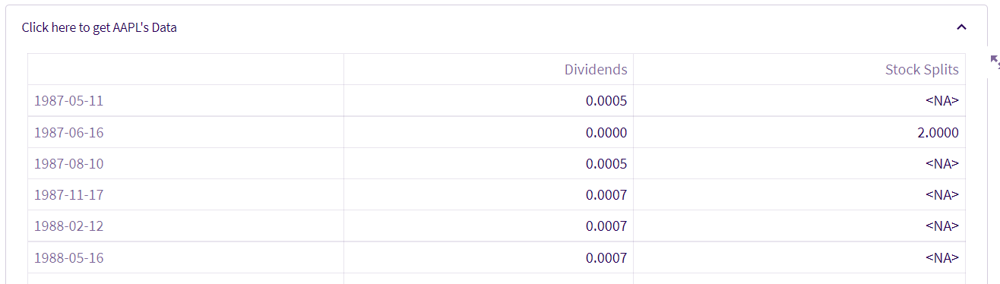 Click here to get AAPL's Data
Dividends Stock Splits
1987-05-11 0.0005 <NA>
1987-06-16 0.0000 2.0000
1987-08-10 0.0005 <NA>
1987-11-17 0.0007 <NA>
1988-02-12 0.0007 <NA>
1988-05-16 0.0007 <NA>